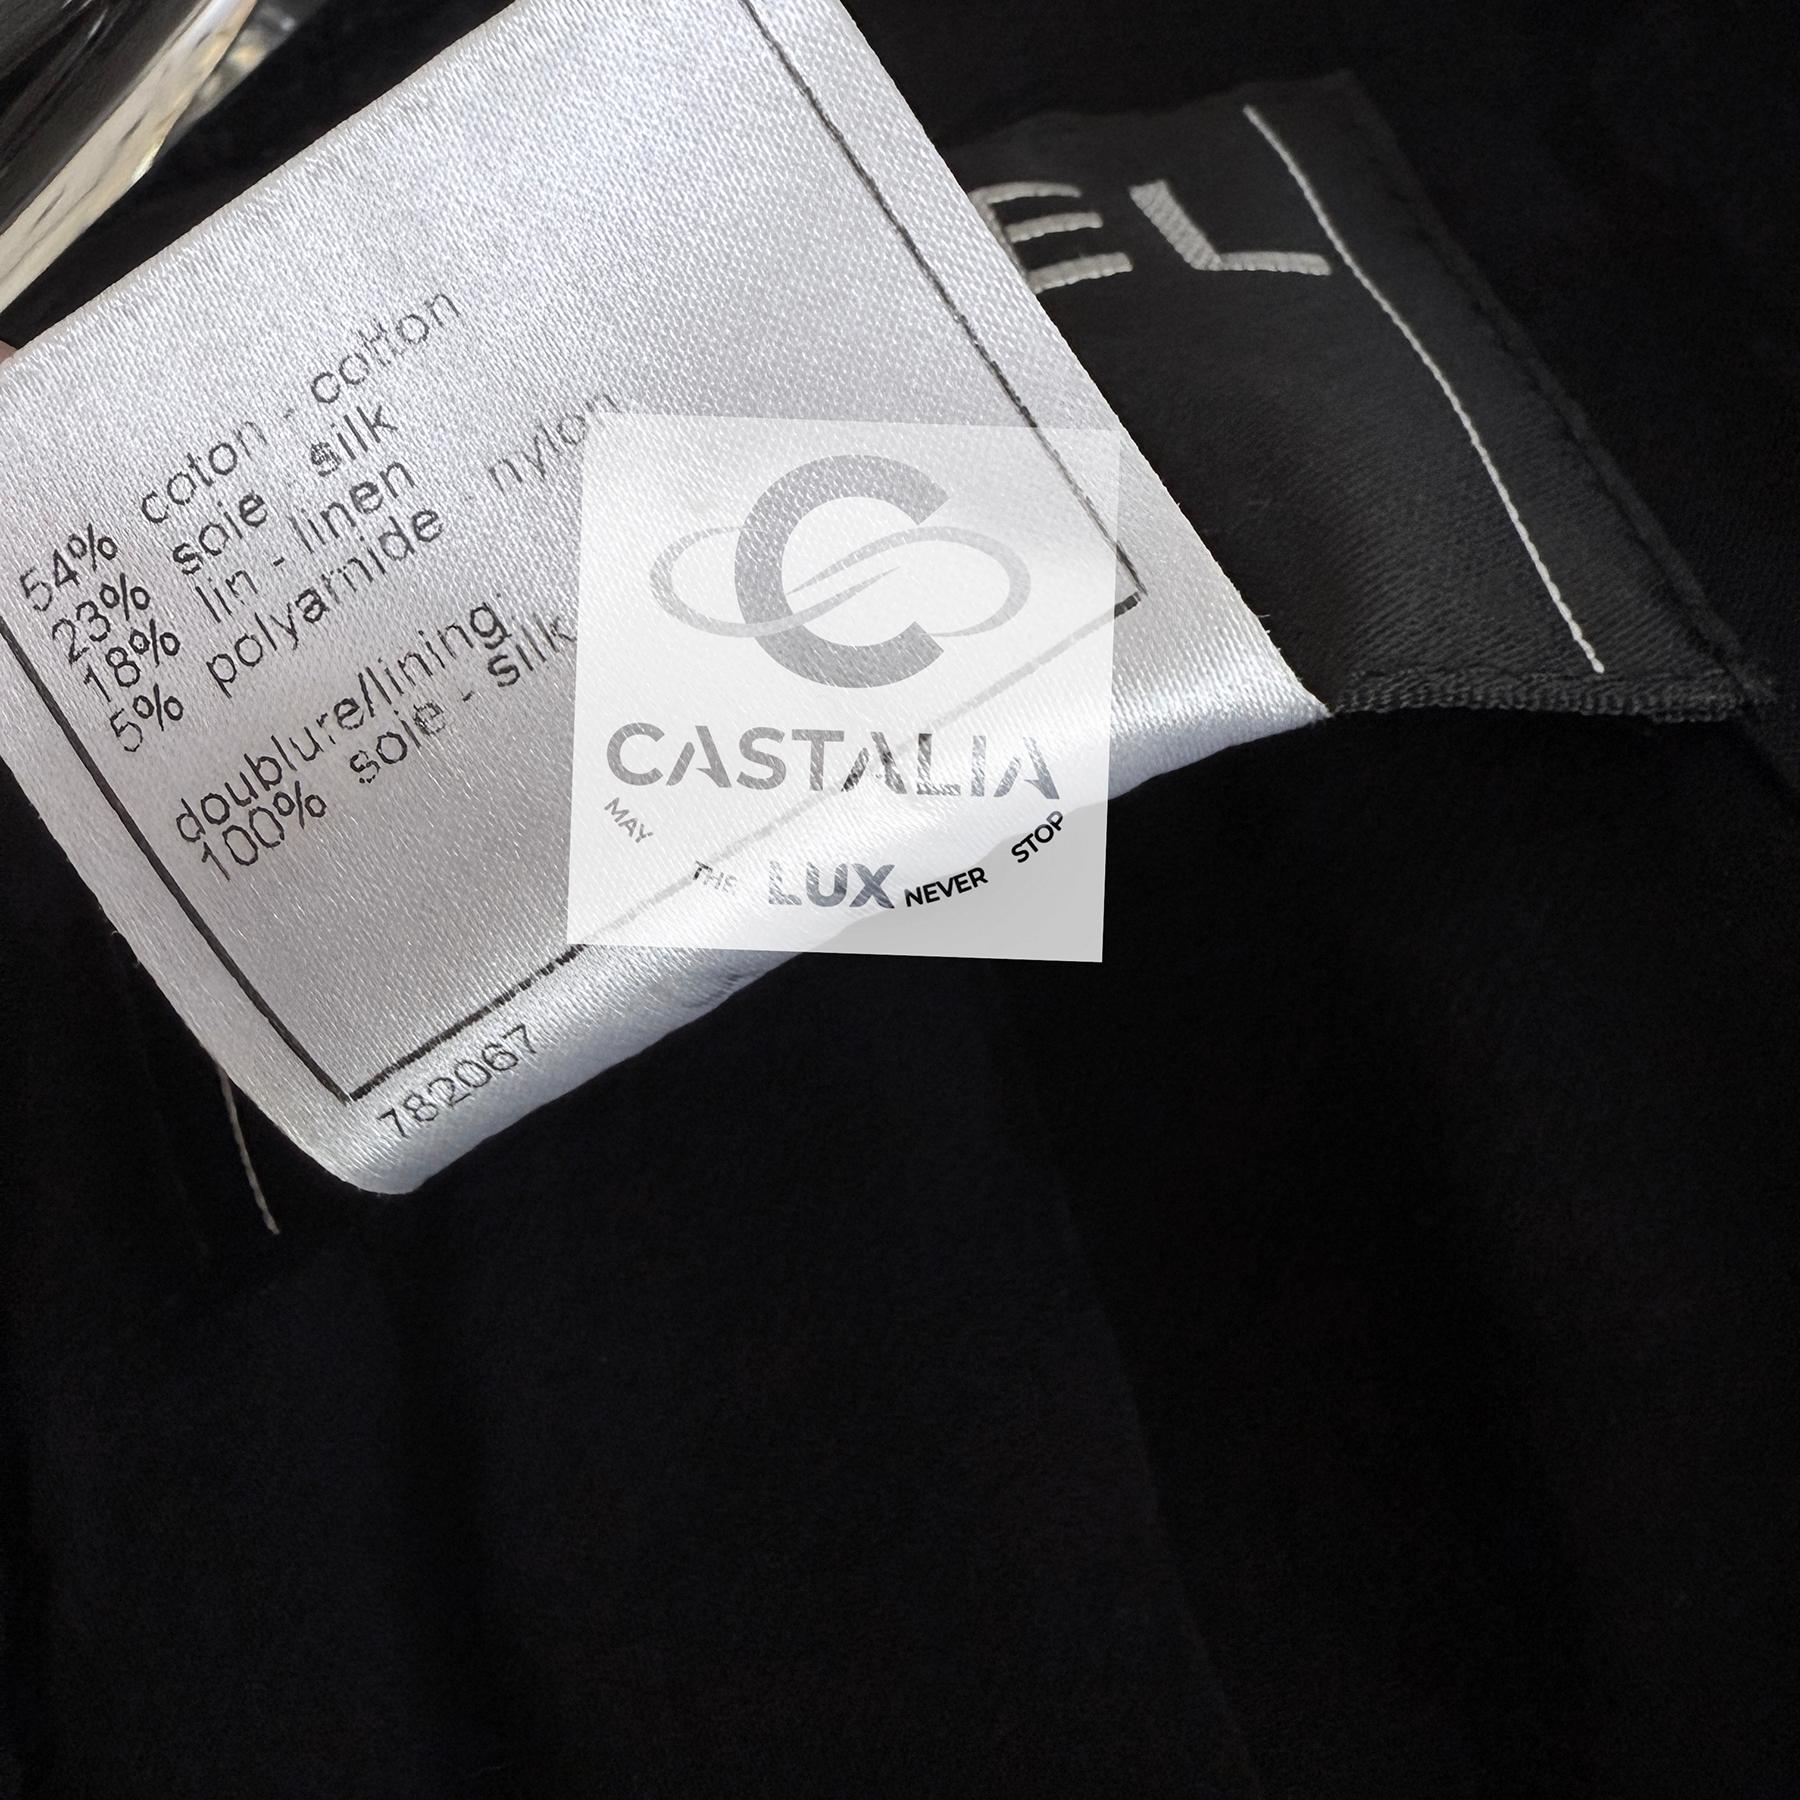 EL
54% coton - cotton
23% soie - silk
18% lin - linen
5% polyamide - nylon
doublure/lining:
100% soie - silk
782067
C
CASTALIA
MAY THE LUX NEVER STOP